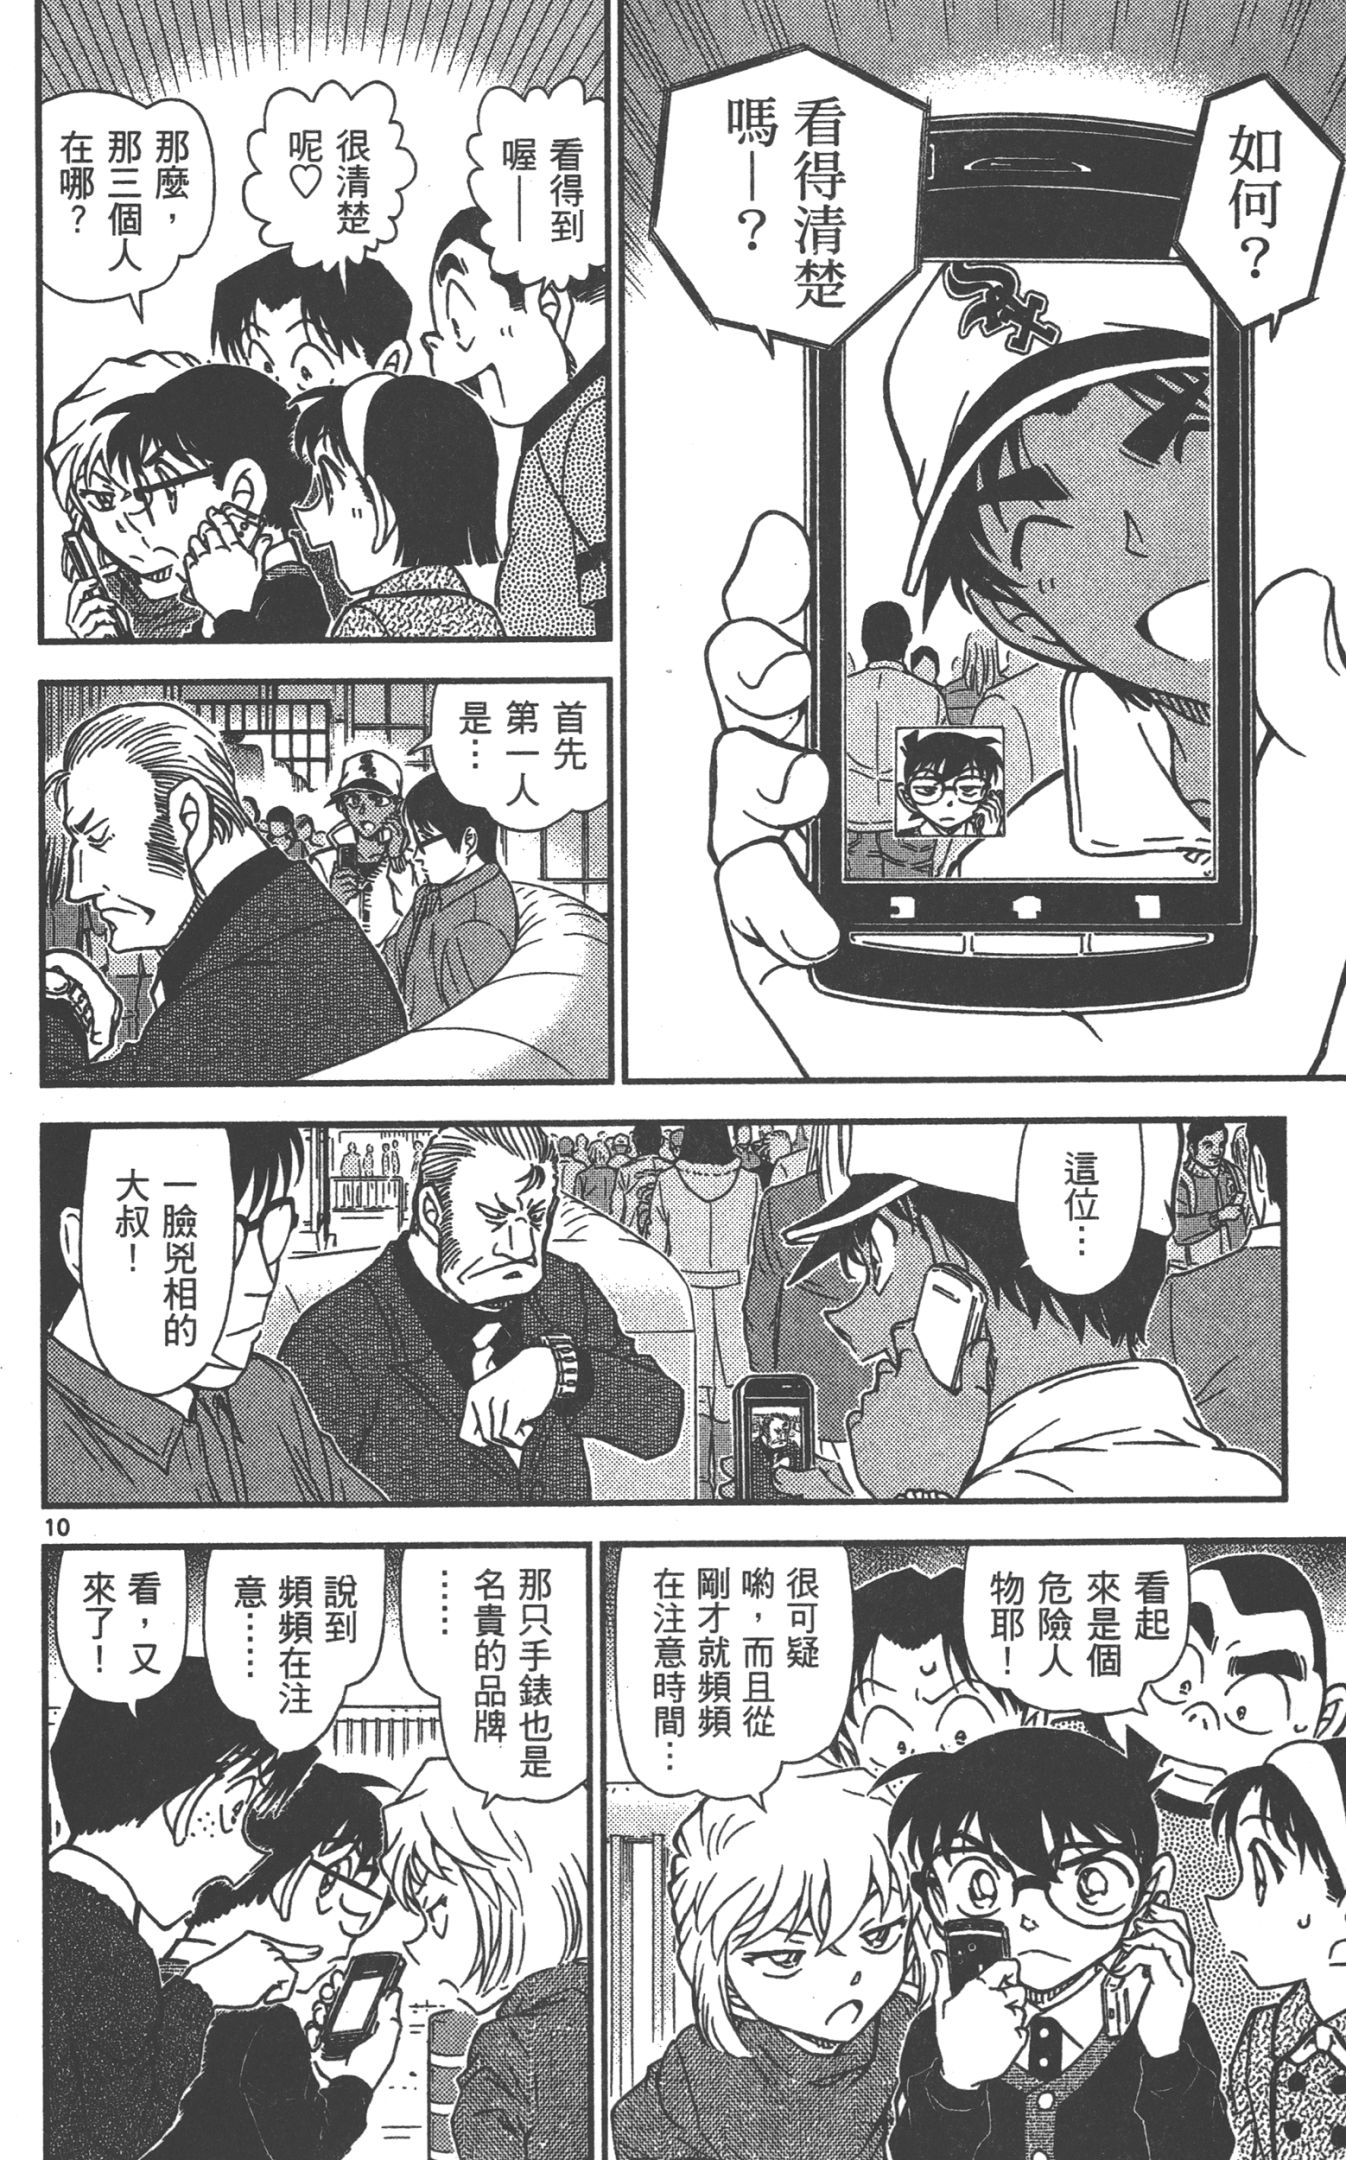 如何？
看得清楚
嗎—？
看得到
喔——
很清楚
呢♡
那麼，
那三個人
在哪？
首先
第一人
是…
這位…
一臉兇相的
大叔！
10
看起
來是個
危險人
物耶！
很可疑
喲，而且從
剛才就頻頻
在注意時間…
那只手錶也是
名貴的品牌
……
說到
頻頻在注
意……
看，又
來了！